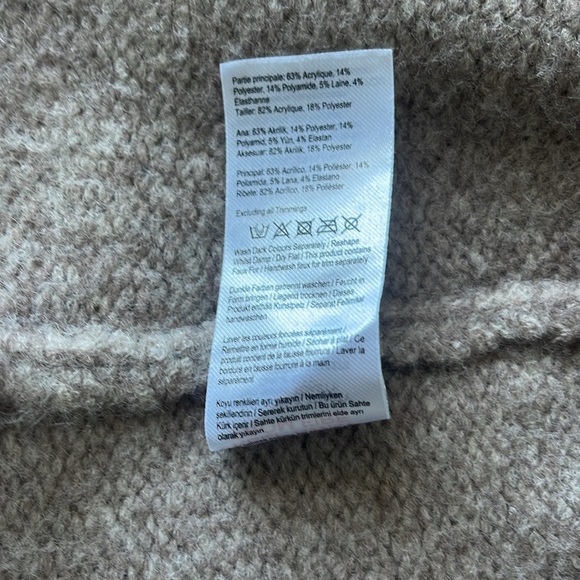 Partie principale: 63% Acrylique, 14%
Polyester, 14% Polyamide, 5% Laine, 4%
Élasthanne
Tailler: 82% Acrylique, 18% Polyester
Ana: 63% Akrilik, 14% Polyester, 14%
Polyamid, 5% Yün, 4% Elastan
Aksesuar: 82% Akrilik, 18% Polyester
Principal: 63% Acrílico, 14% Poliéster, 14%
Poliamida, 5% Lana, 4% Elastano
Ribete: 82% Acrílico, 18% Poliéster
Excluding all Trimmings
Wash Dark Colours Separately / Reshape
Whilst Damp / Dry Flat / This product contains
Faux Fur / Handwash faux fur trim separately
Dunkle Farben getrennt waschen / Feucht in
Form bringen / Liegend trocknen / Dieses
Produkt enthält Kunstpelz / Separat Fellimitat
handwaschen
Laver les couleurs foncées séparément /
Remettre en forme humide / Sécher à plat / Ce
produit contient de la fausse fourrure / Laver la
bordure en fausse fourrure à la main
séparément
Koyu renklileri ayrı yıkayın / Nemliyken
şekillendirin / Sererek kurutun / Bu ürün Sahte
Kürk içerir / Sahte kürkün trimlerini elde ayrı
olarak yıkayın